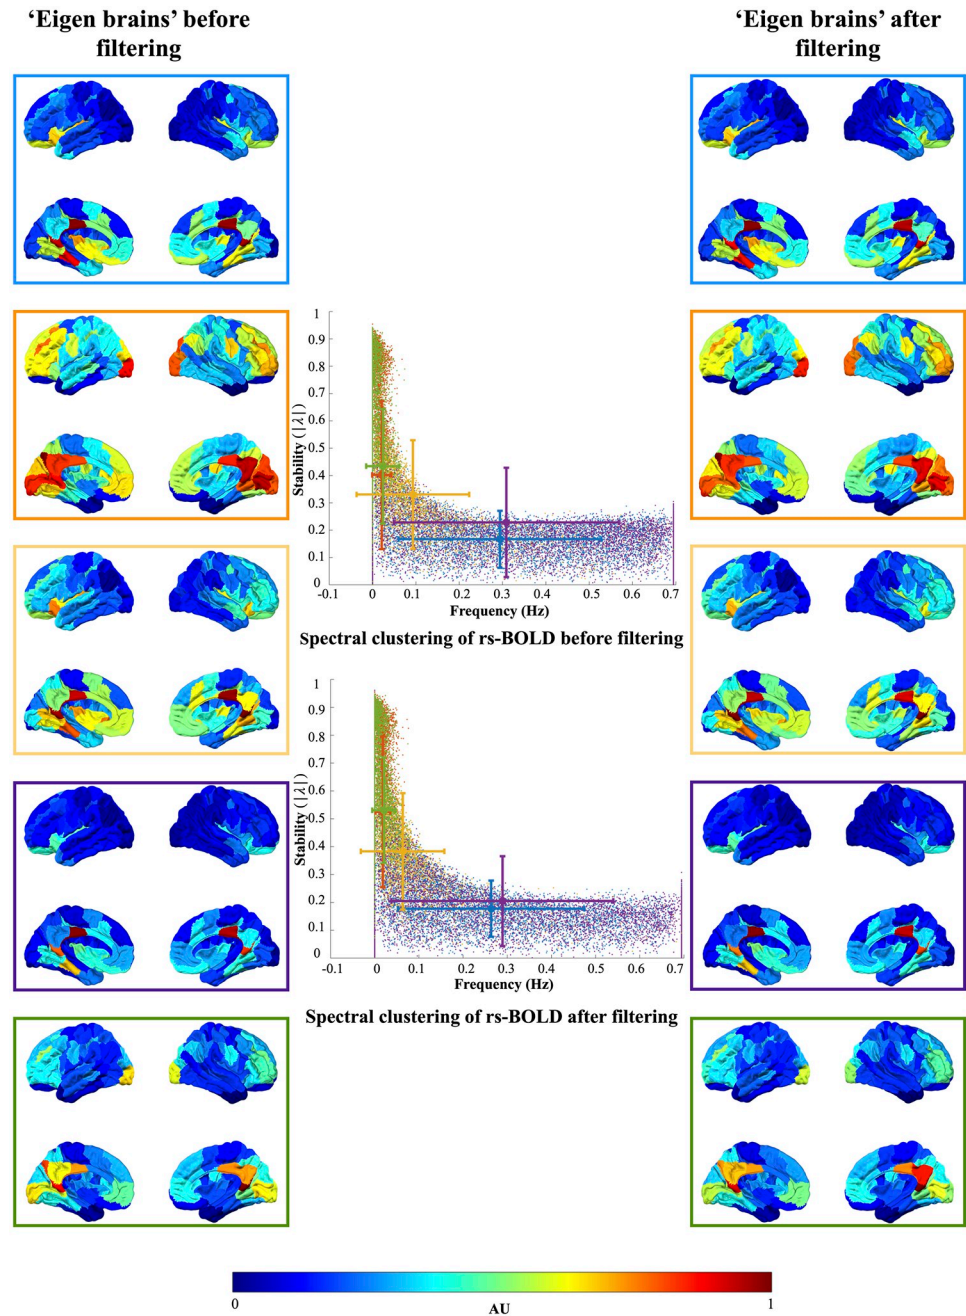 ‘Eigen brains’ before
filtering
‘Eigen brains’ after
filtering
1
0.9
0.8
0.7
0.6
0.5
0.4
0.3
0.2
0.1
0
Stability (|λ|)
-0.1 0 0.1 0.2 0.3 0.4 0.5 0.6 0.7
Frequency (Hz)
Spectral clustering of rs-BOLD before filtering
1
0.9
0.8
0.7
0.6
0.5
0.4
0.3
0.2
0.1
0
Stability (|λ|)
-0.1 0 0.1 0.2 0.3 0.4 0.5 0.6 0.7
Frequency (Hz)
Spectral clustering of rs-BOLD after filtering
0 1
AU